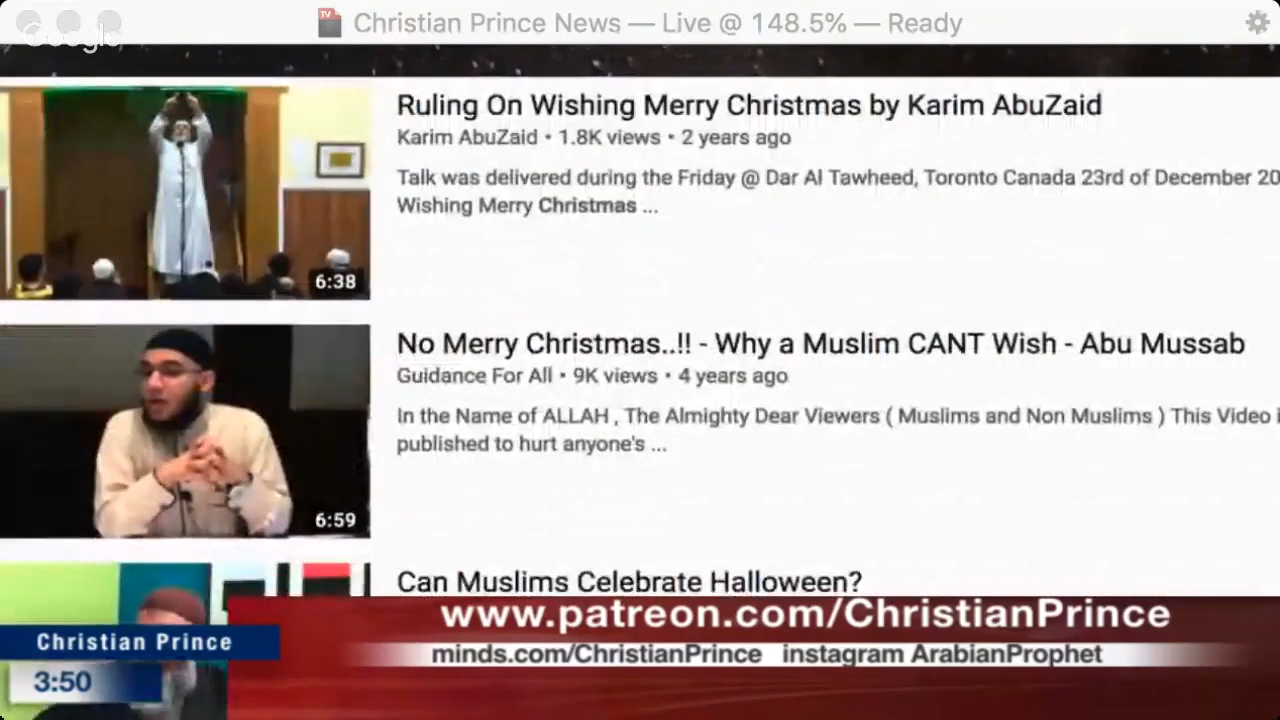 TV
Christian Prince News — Live @ 148.5% — Ready
Google
Ruling On Wishing Merry Christmas by Karim AbuZaid
Karim AbuZaid • 1.8K views • 2 years ago
Talk was delivered during the Friday @ Dar Al Tawheed, Toronto Canada 23rd of December 20
Wishing Merry Christmas ...
6:38
No Merry Christmas..!! - Why a Muslim CANT Wish - Abu Mussab
Guidance For All • 9K views • 4 years ago
In the Name of ALLAH , The Almighty Dear Viewers ( Muslims and Non Muslims ) This Video i
published to hurt anyone's ...
6:59
Can Muslims Celebrate Halloween?
www.patreon.com/ChristianPrince
Christian Prince
minds.com/ChristianPrince instagram ArabianProphet
3:50